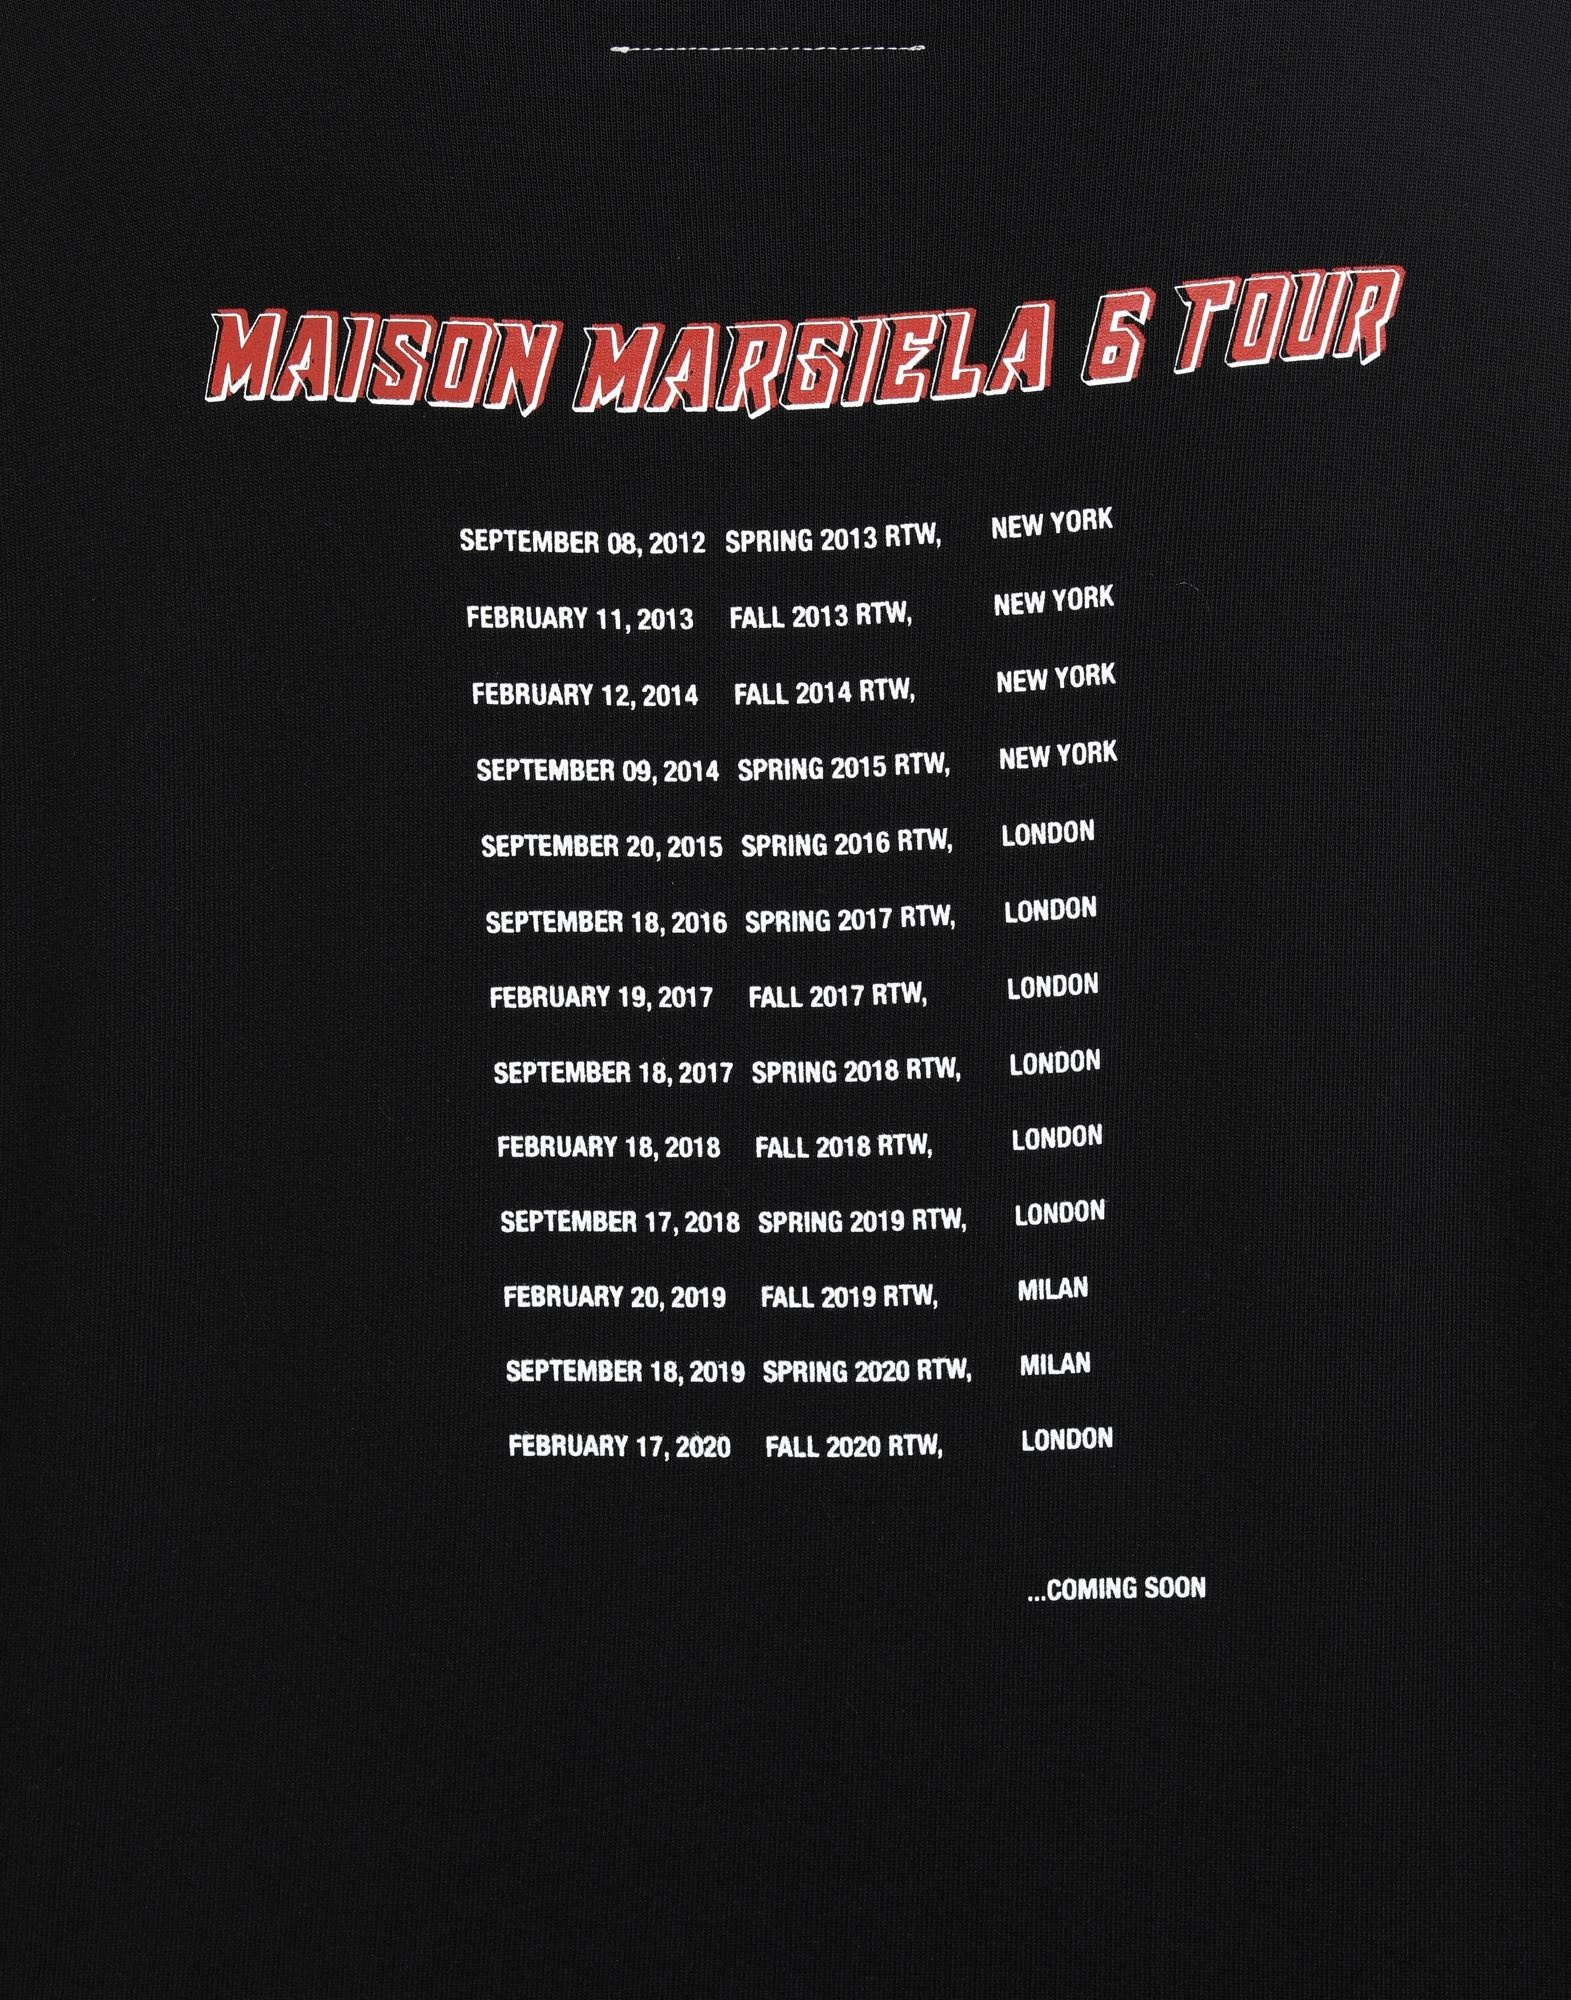 MAISON MARGIELA 6 TOUR
SEPTEMBER 08, 2012 SPRING 2013 RTW, NEW YORK
FEBRUARY 11, 2013 FALL 2013 RTW, NEW YORK
FEBRUARY 12, 2014 FALL 2014 RTW, NEW YORK
SEPTEMBER 09, 2014 SPRING 2015 RTW, NEW YORK
SEPTEMBER 20, 2015 SPRING 2016 RTW, LONDON
SEPTEMBER 18, 2016 SPRING 2017 RTW, LONDON
FEBRUARY 19, 2017 FALL 2017 RTW, LONDON
SEPTEMBER 18, 2017 SPRING 2018 RTW, LONDON
FEBRUARY 18, 2018 FALL 2018 RTW, LONDON
SEPTEMBER 17, 2018 SPRING 2019 RTW, LONDON
FEBRUARY 20, 2019 FALL 2019 RTW, MILAN
SEPTEMBER 18, 2019 SPRING 2020 RTW, MILAN
FEBRUARY 17, 2020 FALL 2020 RTW, LONDON
...COMING SOON